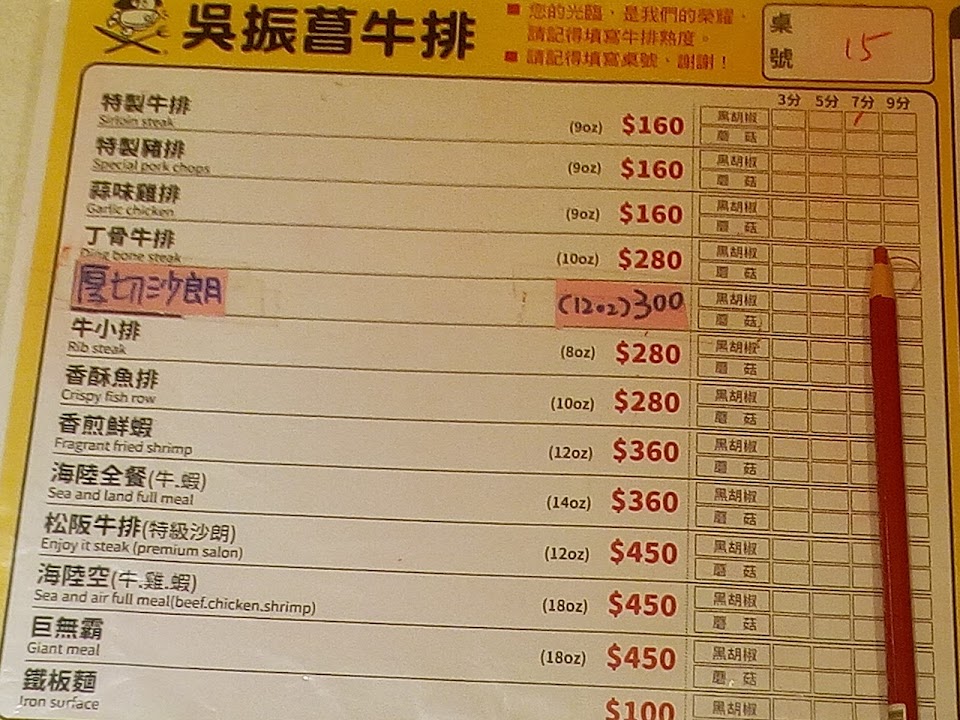 吳振菖牛排
■ 您的光臨，是我們的榮耀，
請記得填寫牛排熟度。
■ 請記得填寫桌號，謝謝！
桌號 15
3分 5分 7分 9分
特製牛排 (9oz) $160 黑胡椒
Sirloin steak 蘑菇
特製豬排 (9oz) $160 黑胡椒
Special pork chops 蘑菇
蒜味雞排 (9oz) $160 黑胡椒
Garlic chicken 蘑菇
丁骨牛排 (10oz) $280 黑胡椒
Ding bone steak 蘑菇
厚切沙朗 (12oz) 300 黑胡椒
蘑菇
牛小排 (8oz) $280 黑胡椒
Rib steak 蘑菇
香酥魚排 (10oz) $280 黑胡椒
Crispy fish row 蘑菇
香煎鮮蝦 (12oz) $360 黑胡椒
Fragrant fried shrimp 蘑菇
海陸全餐(牛.蝦) (14oz) $360 黑胡椒
Sea and land full meal 蘑菇
松阪牛排(特級沙朗) (12oz) $450 黑胡椒
Enjoy it steak (premium salon) 蘑菇
海陸空(牛.雞.蝦) (18oz) $450 黑胡椒
Sea and air full meal(beef.chicken.shrimp) 蘑菇
巨無霸 (18oz) $450 黑胡椒
Giant meal 蘑菇
鐵板麵 $100 黑胡椒
Iron surface